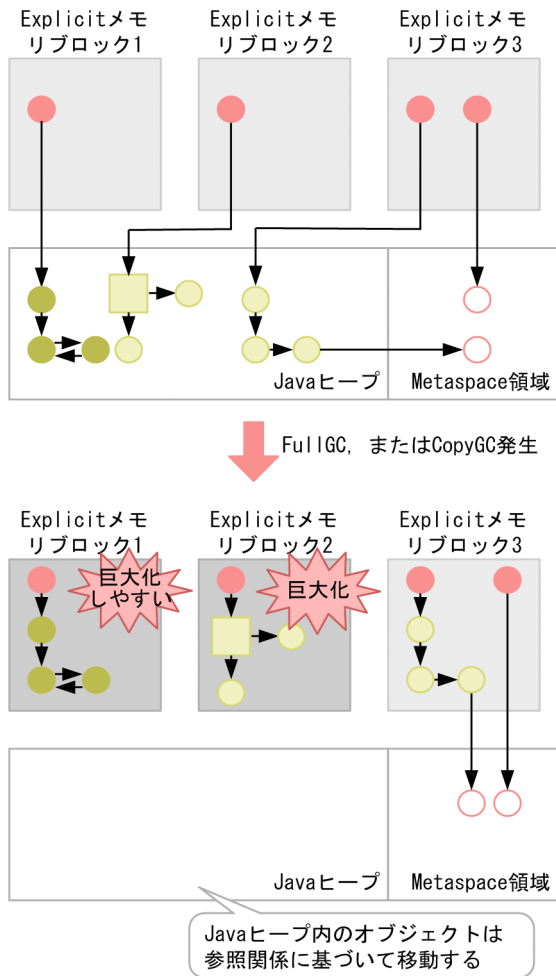 Explicitメモ
リブロック1
Explicitメモ
リブロック2
Explicitメモ
リブロック3
Javaヒープ
Metaspace領域
FullGC, またはCopyGC発生
Explicitメモ
リブロック1
Explicitメモ
リブロック2
Explicitメモ
リブロック3
巨大化
しやすい
巨大化
Javaヒープ
Metaspace領域
Javaヒープ内のオブジェクトは
参照関係に基づいて移動する